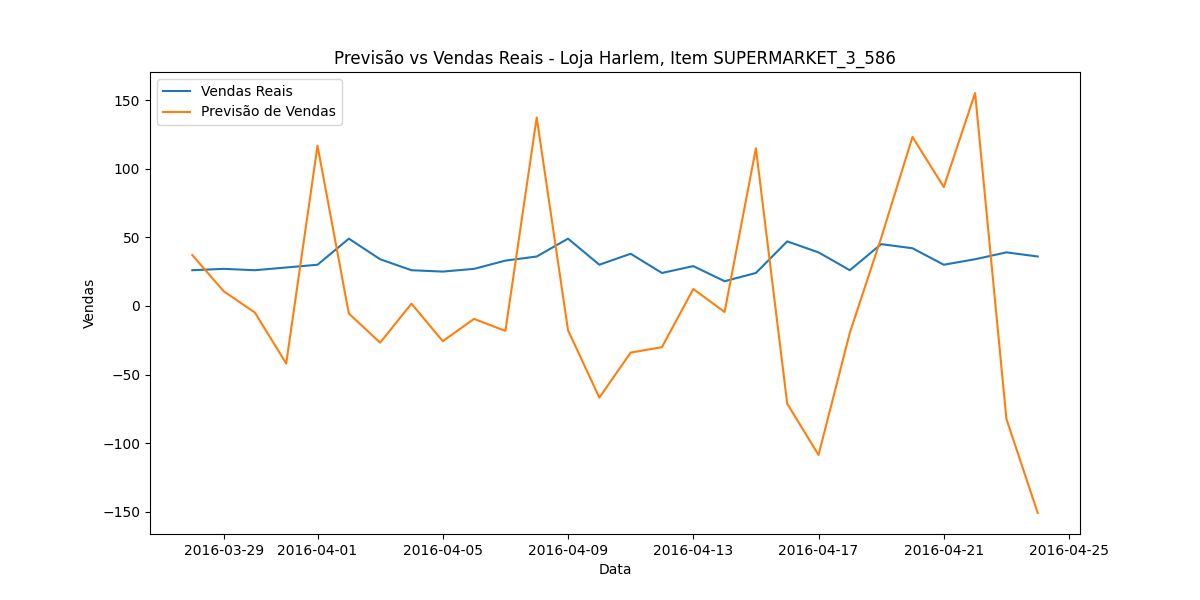 Previsão vs Vendas Reais - Loja Harlem, Item SUPERMARKET_3_586
Vendas Reais
Previsão de Vendas
150
100
50
0
−50
−100
−150
Vendas
2016-03-29 2016-04-01 2016-04-05 2016-04-09 2016-04-13 2016-04-17 2016-04-21 2016-04-25
Data